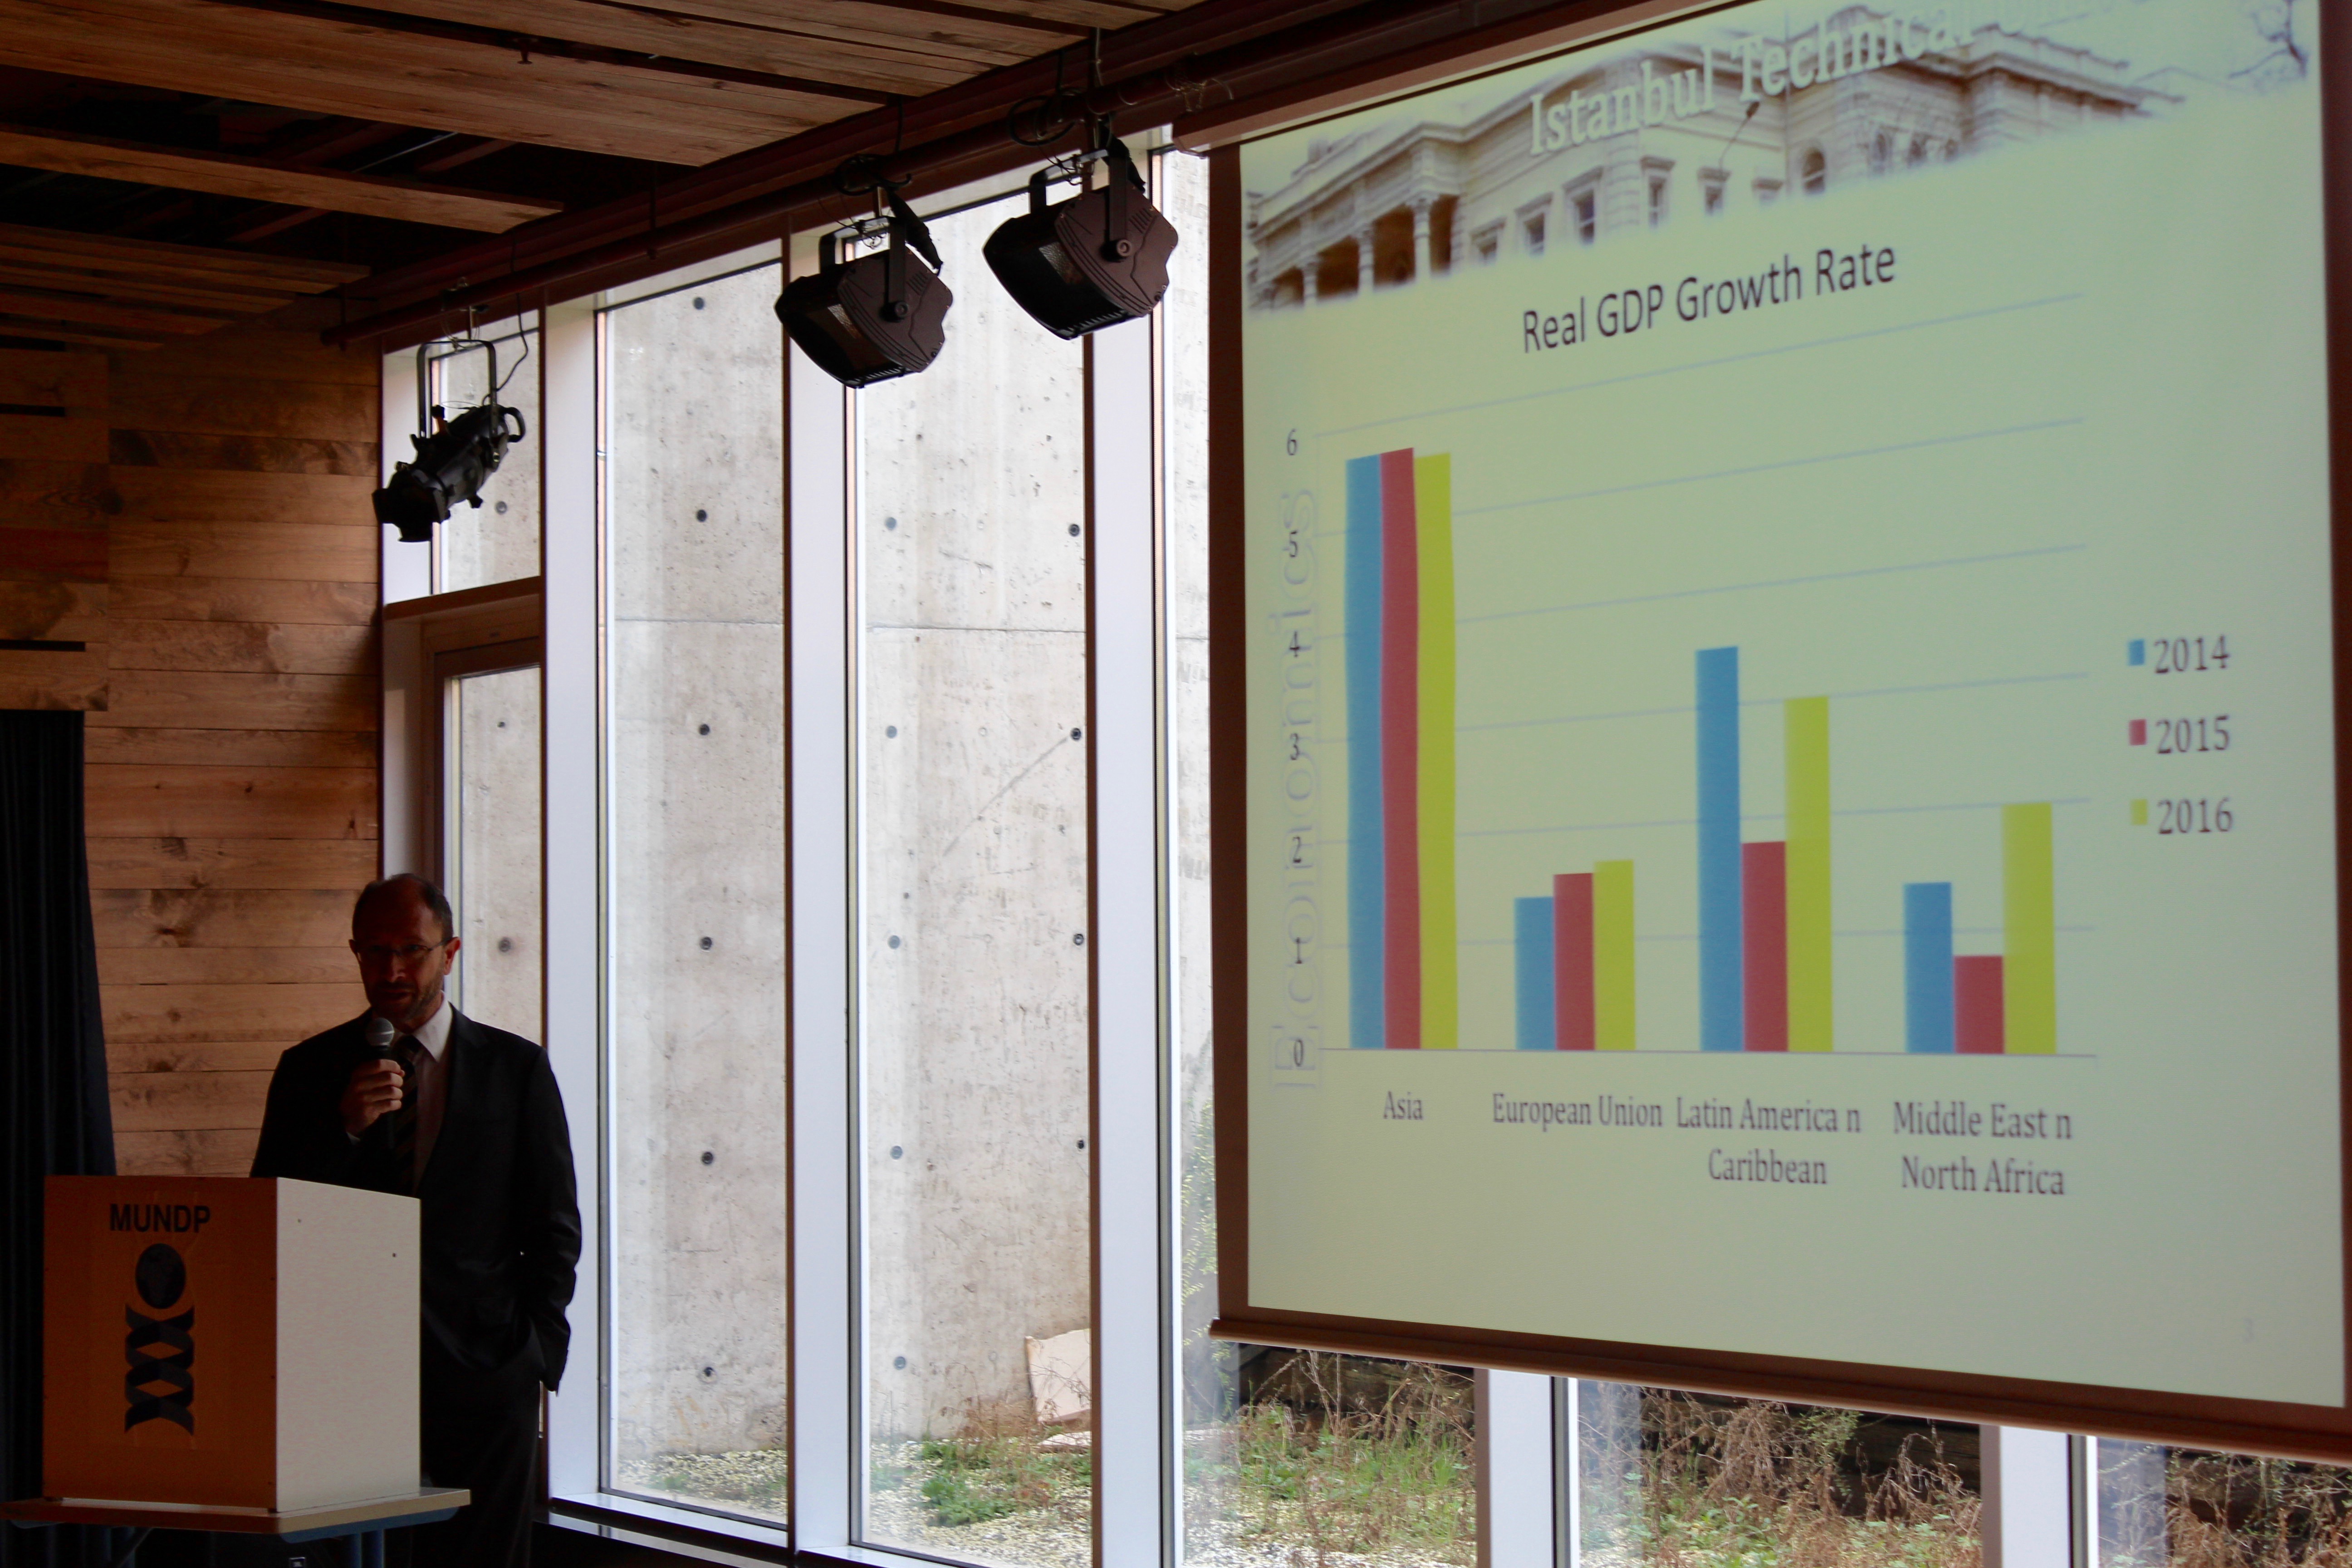 Istanbul Technical
Real GDP Growth Rate
6
5
4
3
2
1
0
Economics
Asia
European Union
Latin America n
Caribbean
Middle East n
North Africa
2014
2015
2016
3
MUNDP